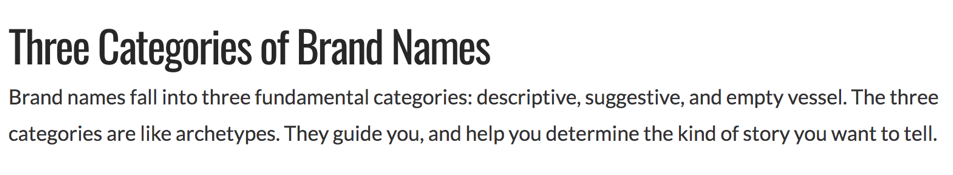 Three Categories of Brand Names
Brand names fall into three fundamental categories: descriptive, suggestive, and empty vessel. The three
categories are like archetypes. They guide you, and help you determine the kind of story you want to tell.